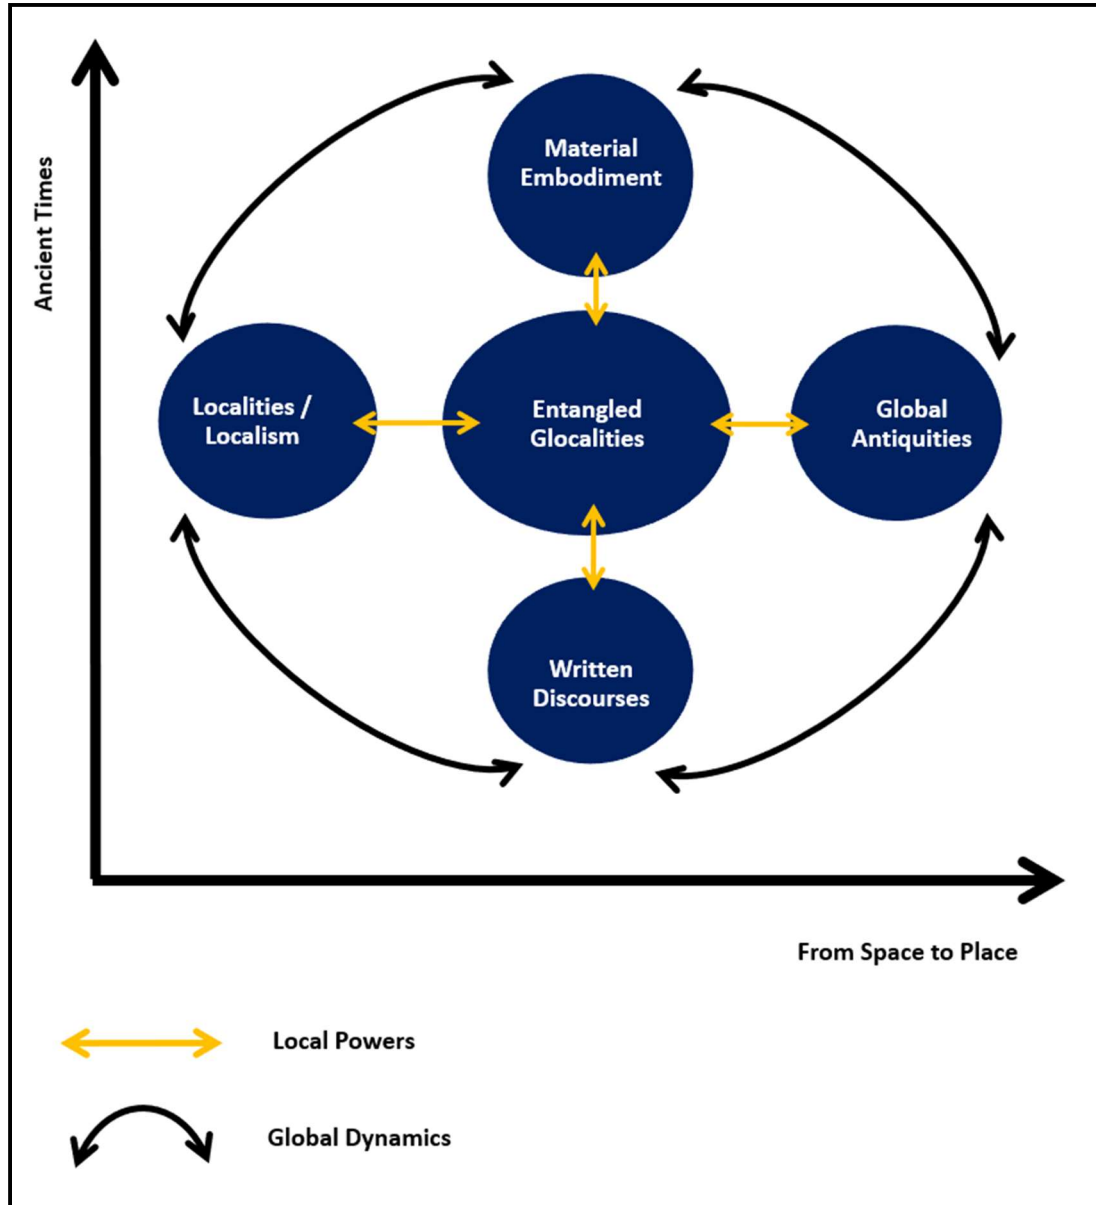 Ancient Times
Material
Embodiment
Localities /
Localism
Entangled
Glocalities
Global
Antiquities
Written
Discourses
From Space to Place
Local Powers
Global Dynamics